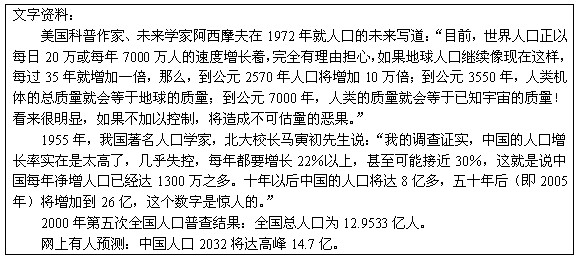 文字资料：
美国科普作家、未来学家阿西摩夫在 1972 年就人口的未来写道：“目前，世界人口正以
每日 20 万或每年 7000 万人的速度增长着，完全有理由担心，如果地球人口继续像现在这样，
每过 35 年就增加一倍，那么，到公元 2570 年人口将增加 10 万倍；到公元 3550 年，人类机
体的总质量就会等于地球的质量；到公元 7000 年，人类的质量就会等于已知宇宙的质量！
看来很明显，如果不加以控制，将造成不可估量的恶果。”
1955 年，我国著名人口学家，北大校长马寅初先生说：“我的调查证实，中国的人口增
长率实在是太高了，几乎失控，每年都要增长 22%以上，甚至可能接近 30%，这就是说中
国每年净增人口已经达 1300 万之多。十年以后中国的人口将达 8 亿多，五十年后（即 2005
年）将增加到 26 亿，这个数字是惊人的。”
2000 年第五次全国人口普查结果：全国总人口为 12.9533 亿人。
网上有人预测：中国人口 2032 将达高峰 14.7 亿。